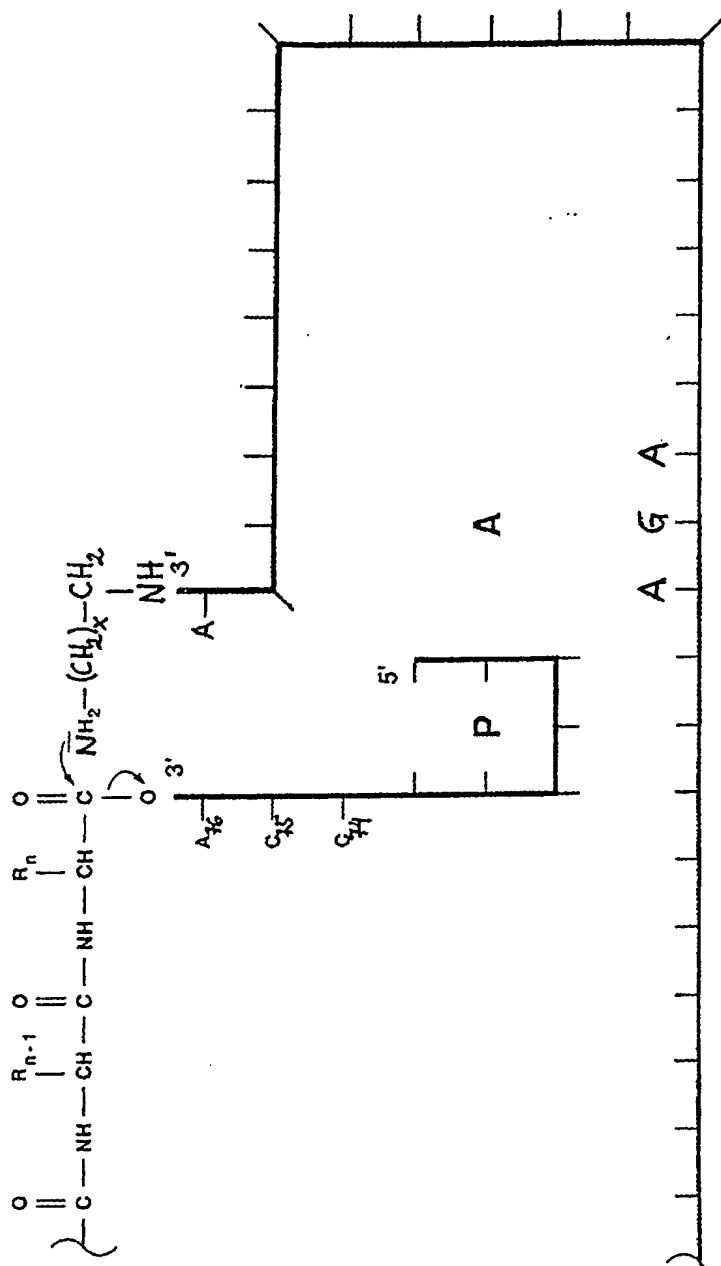 O R n-1 O R n O
C — NH — CH — C — NH — CH — C NH2 — (CH2)x — CH2
O 3' NH 3'
A76 A
C75
C74
5'
P A
A G A